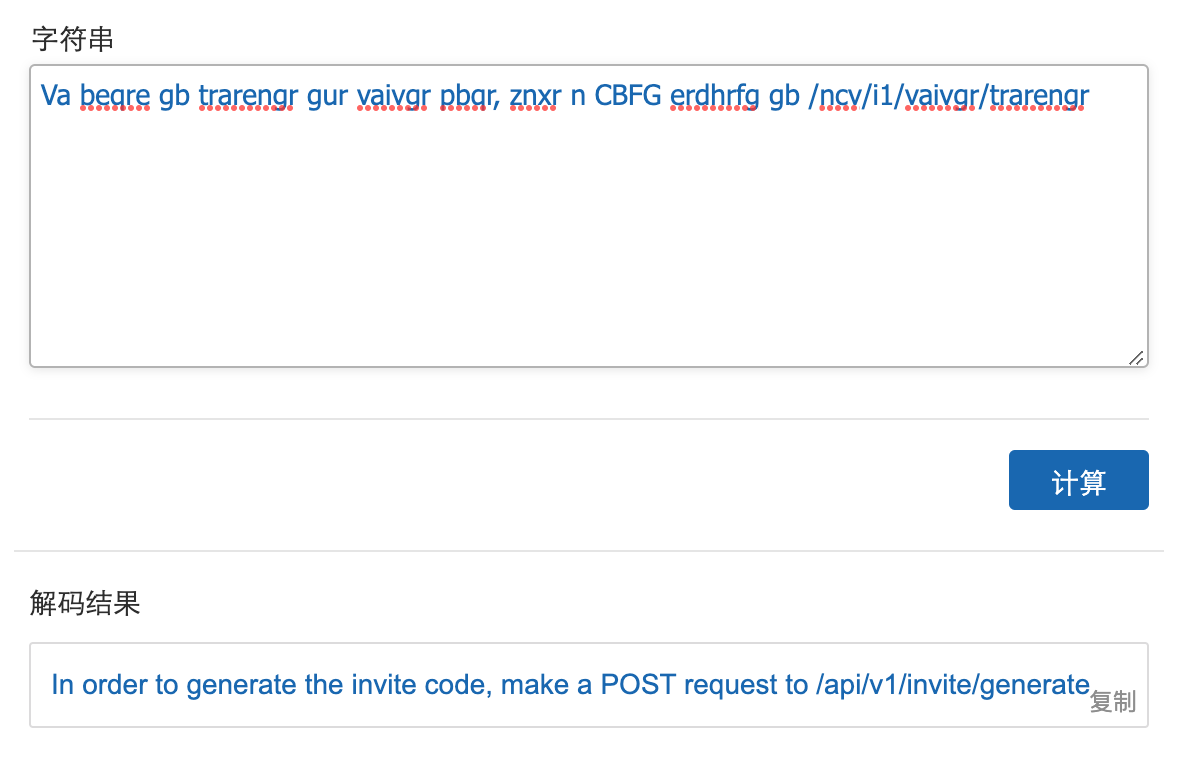 字符串
Va beqre gb trarengr gur vaivgr pbqr, znxr n CBFG erdhrfg gb /ncv/i1/vaivgr/trarengr
计算
解码结果
In order to generate the invite code, make a POST request to /api/v1/invite/generate
复制